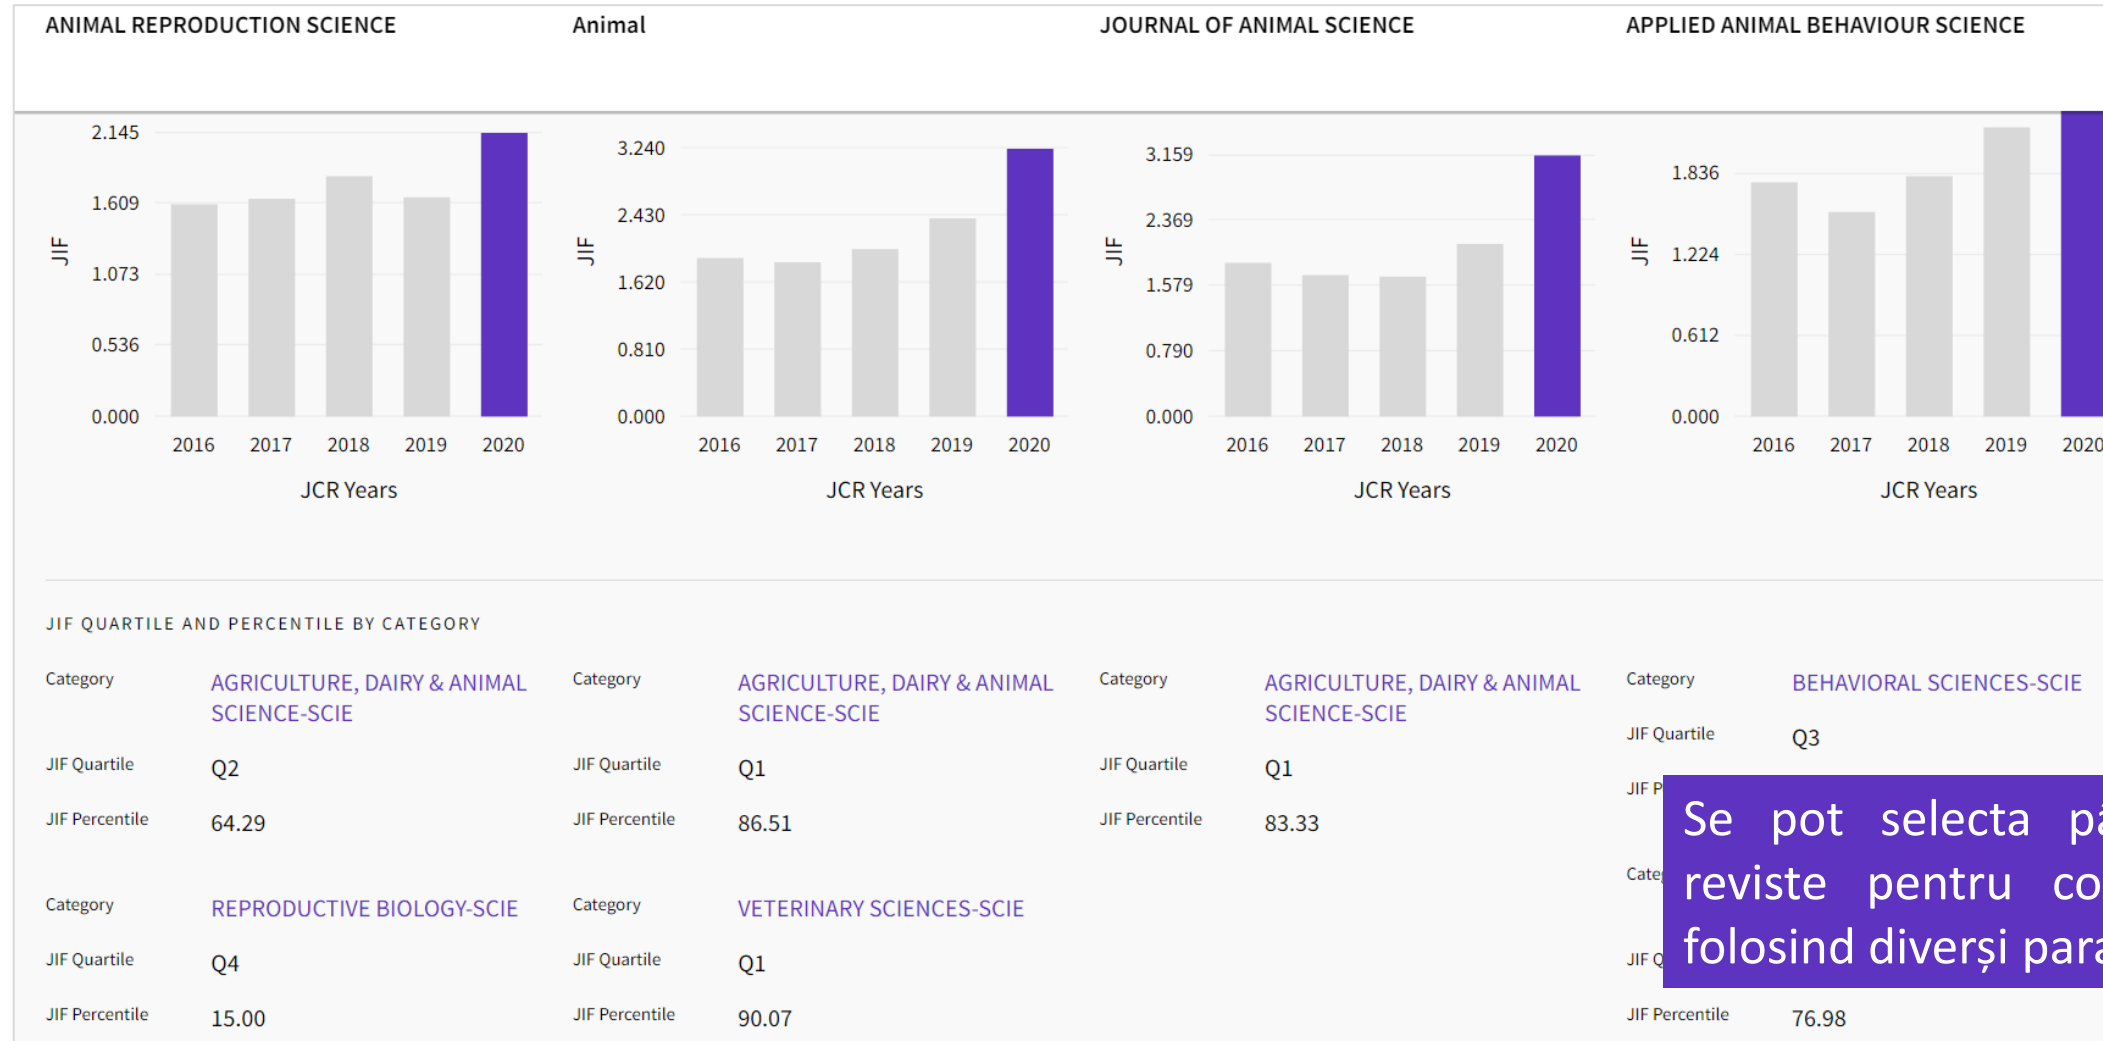 ANIMAL REPRODUCTION SCIENCE
Animal
JOURNAL OF ANIMAL SCIENCE
APPLIED ANIMAL BEHAVIOUR SCIENCE
JIF
2.145
1.609
1.073
0.536
0.000
2016 2017 2018 2019 2020
JCR Years
JIF
3.240
2.430
1.620
0.810
0.000
2016 2017 2018 2019 2020
JCR Years
JIF
3.159
2.369
1.579
0.790
0.000
2016 2017 2018 2019 2020
JCR Years
JIF
1.836
1.224
0.612
0.000
2016 2017 2018 2019 2020
JCR Years
JIF QUARTILE AND PERCENTILE BY CATEGORY
Category AGRICULTURE, DAIRY & ANIMAL
SCIENCE-SCIE
JIF Quartile Q2
JIF Percentile 64.29
Category REPRODUCTIVE BIOLOGY-SCIE
JIF Quartile Q4
JIF Percentile 15.00
Category AGRICULTURE, DAIRY & ANIMAL
SCIENCE-SCIE
JIF Quartile Q1
JIF Percentile 86.51
Category VETERINARY SCIENCES-SCIE
JIF Quartile Q1
JIF Percentile 90.07
Category AGRICULTURE, DAIRY & ANIMAL
SCIENCE-SCIE
JIF Quartile Q1
JIF Percentile 83.33
Category BEHAVIORAL SCIENCES-SCIE
JIF Quartile Q3
JIF
JIF
JIF Percentile 76.98
Se pot selecta
reviste pentru
folosind diverși